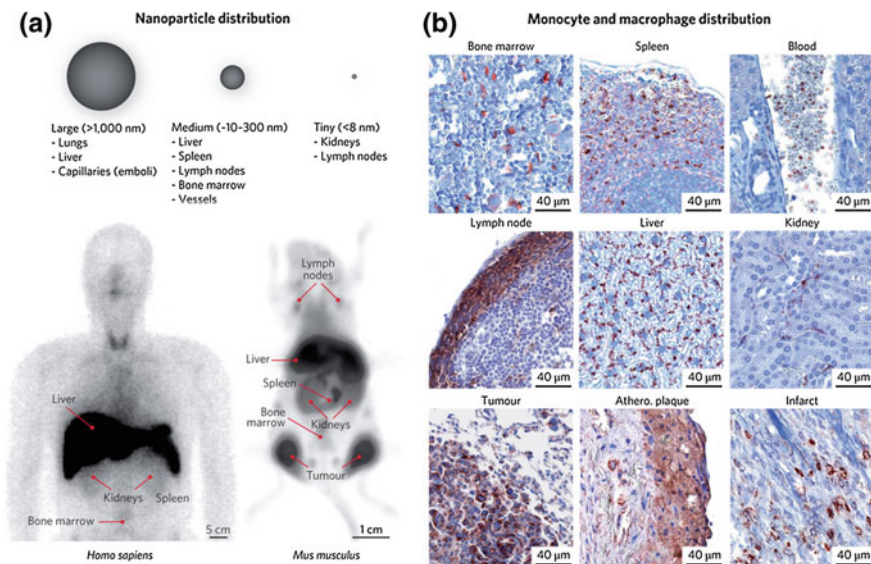 (a)
Nanoparticle distribution
Large (>1,000 nm)
- Lungs
- Liver
- Capillaries (emboli)
Medium (-10–300 nm)
- Liver
- Spleen
- Lymph nodes
- Bone marrow
- Vessels
Tiny (<8 nm)
- Kidneys
- Lymph nodes
Liver
Kidneys
Spleen
Bone marrow
5 cm
Homo sapiens
Lymph
nodes
Liver
Spleen
Bone
marrow
Kidneys
Tumour
1 cm
Mus musculus
(b)
Monocyte and macrophage distribution
Bone marrow
40 µm
Spleen
40 µm
Blood
40 µm
Lymph node
40 µm
Liver
40 µm
Kidney
40 µm
Tumour
40 µm
Athero. plaque
40 µm
Infarct
40 µm